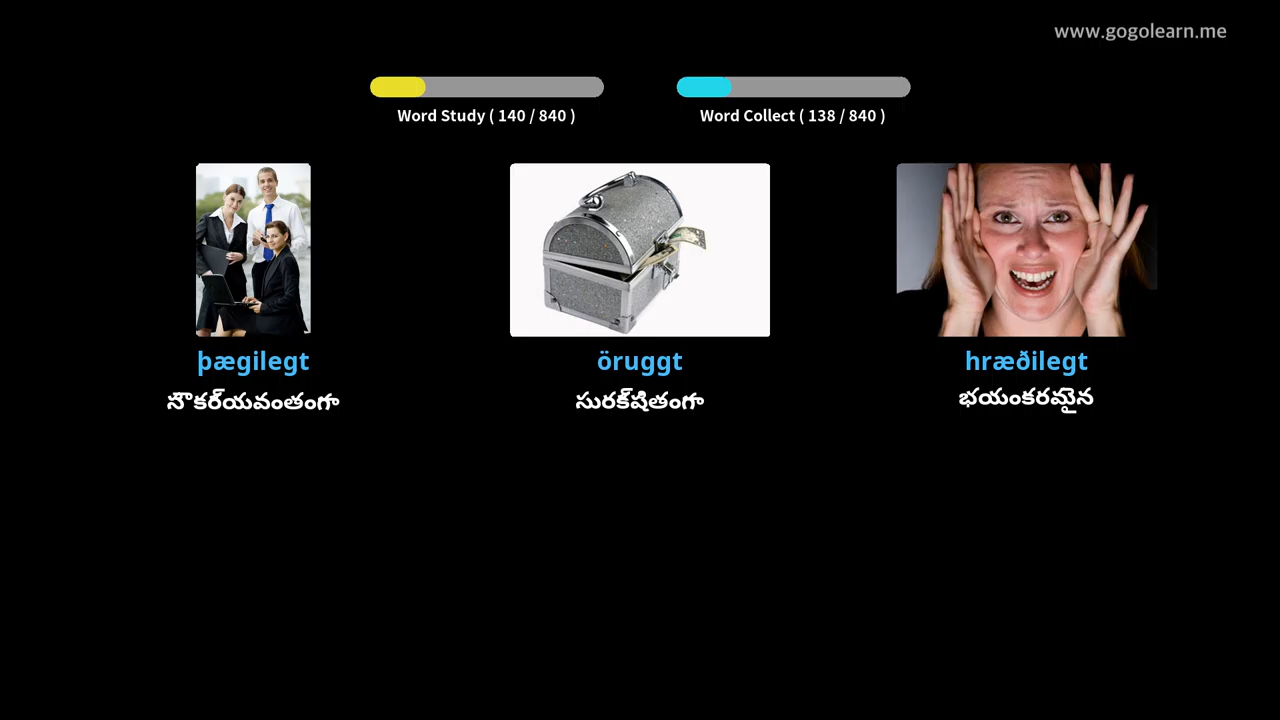 www.gogolearn.me
Word Study ( 140 / 840 )
Word Collect ( 138 / 840 )
þægilegt
öruggt
hræðilegt
సౌకర్‌యవంతంగా
సురక్‌షితంగా
భయంకరమైన